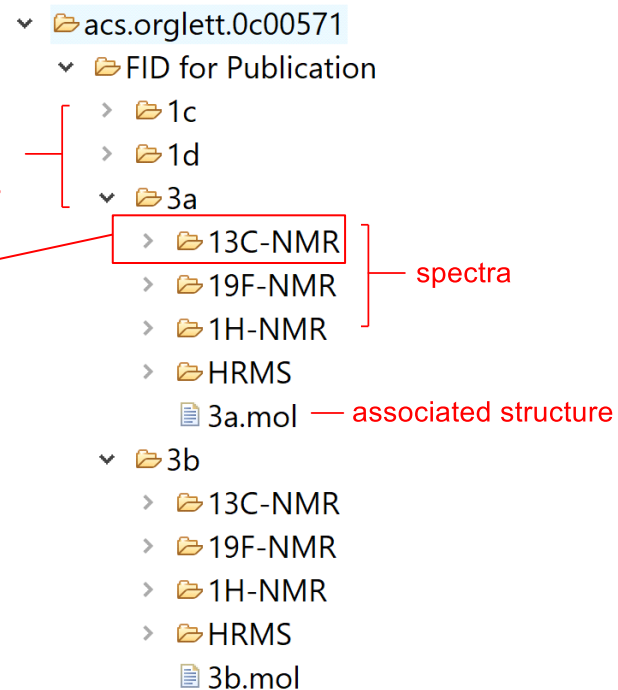 acs.orglett.0c00571
FID for Publication
1c
1d
3a
13C-NMR
19F-NMR
spectra
1H-NMR
HRMS
3a.mol
associated structure
3b
13C-NMR
19F-NMR
1H-NMR
HRMS
3b.mol